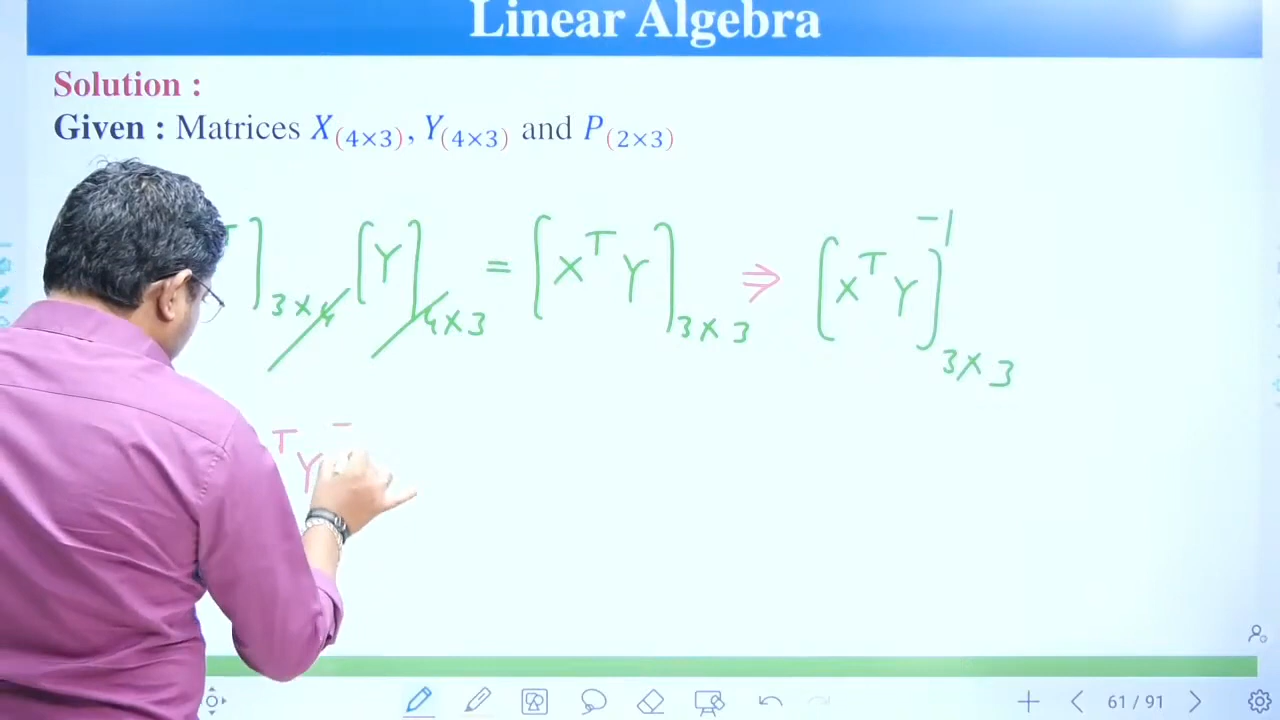 Linear Algebra
Solution :
Given : Matrices X(4×3), Y(4×3) and P(2×3)
T]3×4 [Y]4×3 = [X^T Y]3×3 ⇒ [X^T Y]^-1 3×3
T Y -
61 / 91